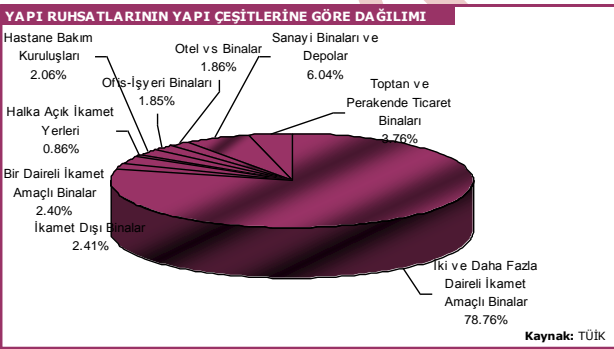 YAPI RUHSATLARININ YAPI ÇEŞİTLERİNE GÖRE DAĞILIMI
Hastane Bakım
Kuruluşları
2.06%
Otel vs Binalar
1.86%
Sanayi Binaları ve
Depolar
6.04%
Ofis-İşyeri Binaları
1.85%
Toptan ve
Perakende Ticaret
Binaları
3.76%
Halka Açık İkamet
Yerleri
0.86%
Bir Daireli İkamet
Amaçlı Binalar
2.40%
İkamet Dışı Binalar
2.41%
İki ve Daha Fazla
Daireli İkamet
Amaçlı Binalar
78.76%
Kaynak: TÜİK